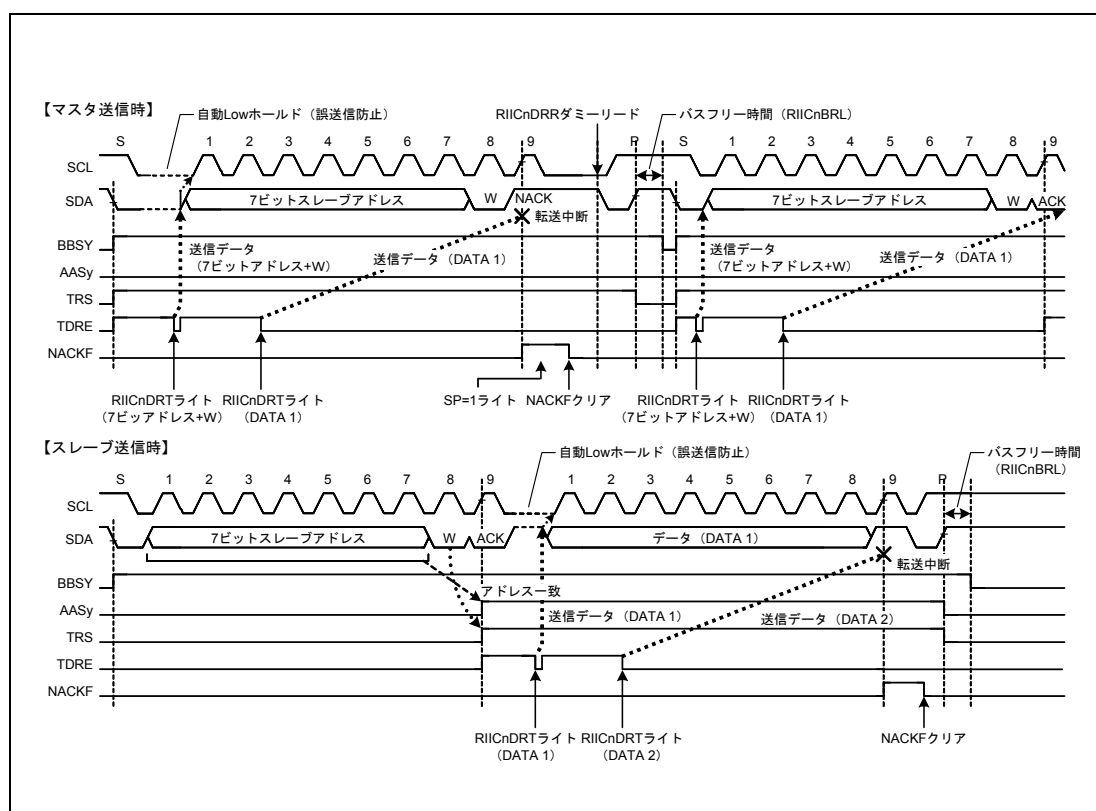 【マスタ送信時】
自動Lowホールド（誤送信防止）
RIICnDRRダミーリード
バスフリー時間（RIICnBRL）
S 1 2 3 4 5 6 7 8 9 P S 1 2 3 4 5 6 7 8 9
SCL
SDA
7ビットスレーブアドレス W NACK 7ビットスレーブアドレス W ACK
転送中断
BBSY
送信データ
（7ビットアドレス+W）
送信データ（DATA 1）
送信データ
（7ビットアドレス+W）
送信データ（DATA 1）
AASy
TRS
TDRE
NACKF
RIICnDRTライト
（7ビッアドレス+W）
RIICnDRTライト
（DATA 1）
SP=1ライト
NACKFクリア
RIICnDRTライト
（7ビッアドレス+W）
RIICnDRTライト
（DATA 1）
【スレーブ送信時】
自動Lowホールド（誤送信防止）
バスフリー時間
（RIICnBRL）
S 1 2 3 4 5 6 7 8 9 1 2 3 4 5 6 7 8 9 P
SCL
SDA
7ビットスレーブアドレス W ACK データ（DATA 1）
転送中断
BBSY
アドレス一致
AASy
送信データ（DATA 1） 送信データ（DATA 2）
TRS
TDRE
NACKF
RIICnDRTライト
（DATA 1）
RIICnDRTライト
（DATA 2）
NACKFクリア